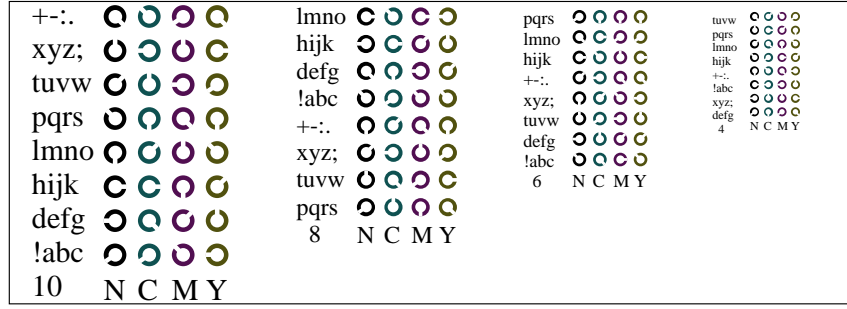 +-:.
xyz;
tuvw
pqrs
lmno
hijk
defg
!abc
10 N C M Y
lmno
hijk
defg
!abc
+-:.
xyz;
tuvw
pqrs
8 N C M Y
pqrs
lmno
hijk
+-:.
xyz;
tuvw
defg
!abc
6 N C M Y
tuvw
pqrs
lmno
hijk
+-:.
!abc
xyz;
defg
4 N C M Y